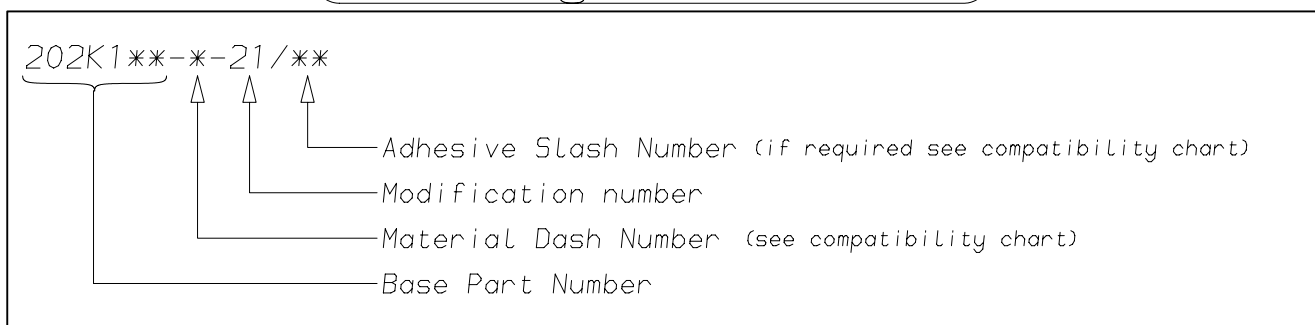 202K1**-*-21/**
Adhesive Slash Number (if required see compatibility chart)
Modification number
Material Dash Number (see compatibility chart)
Base Part Number